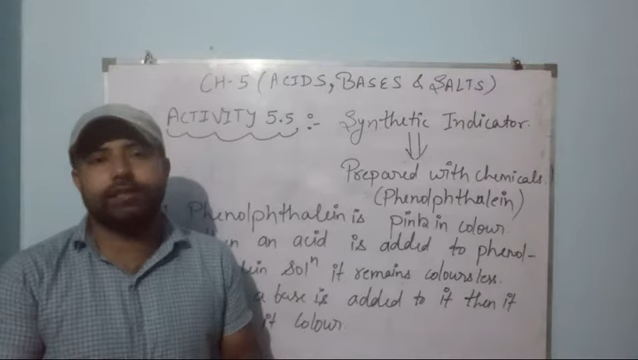 CH-5 (ACIDS, BASES & SALTS)
ACTIVITY 5.5 :- Synthetic Indicator.
Prepared with chemicals.
(Phenolphthalein)
Phenolphthalein is pink in colour
an acid is added to phenol-
solⁿ it remains colourless.
a base is added to it then it
it colour.